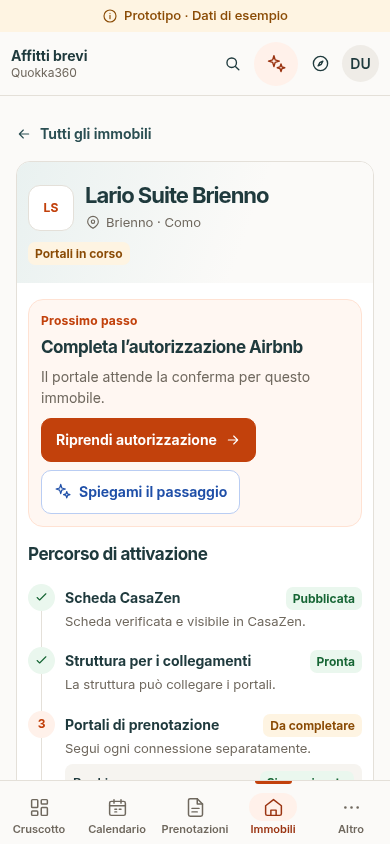 Prototipo · Dati di esempio
Affitti brevi
Quokka360
DU
Tutti gli immobili
LS
Lario Suite Brienno
Brienno · Como
Portali in corso
Prossimo passo
Completa l’autorizzazione Airbnb
Il portale attende la conferma per questo
immobile.
Riprendi autorizzazione
Spiegami il passaggio
Percorso di attivazione
Scheda CasaZen
Pubblicata
Scheda verificata e visibile in CasaZen.
Struttura per i collegamenti
Pronta
La struttura può collegare i portali.
3
Portali di prenotazione
Da completare
Segui ogni connessione separatamente.
Cruscotto
Calendario
Prenotazioni
Immobili
Altro